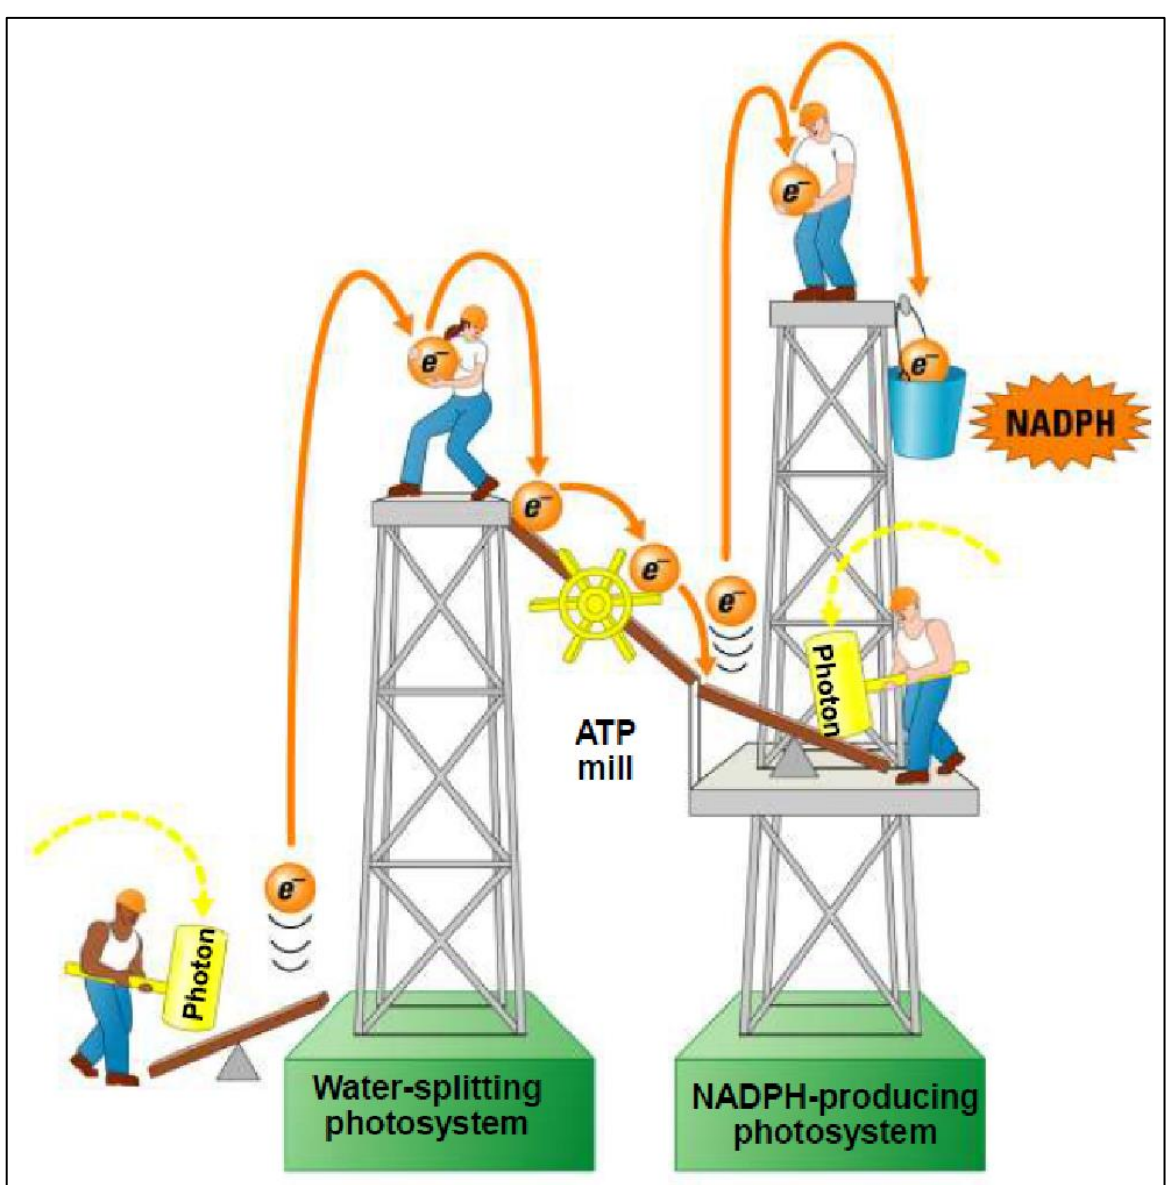 e⁻
e⁻
NADPH
e⁻
e⁻
e⁻
e⁻
Photon
ATP
mill
e⁻
Photon
Water-splitting
photosystem
NADPH-producing
photosystem